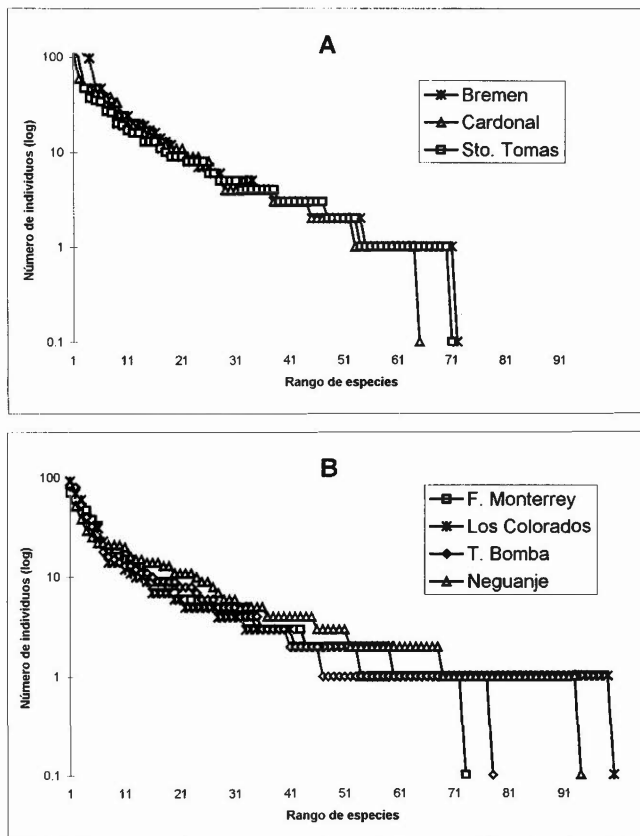 A
Número de individuos (log)
100
10
1
0.1
Bremen
Cardonal
Sto. Tomas
1 11 21 31 41 51 61 71 81 91
Rango de especies
B
Número de individuos (log)
100
10
1
0.1
F. Monterrey
Los Colorados
T. Bomba
Neguanje
1 11 21 31 41 51 61 71 81 91
Rango de especies